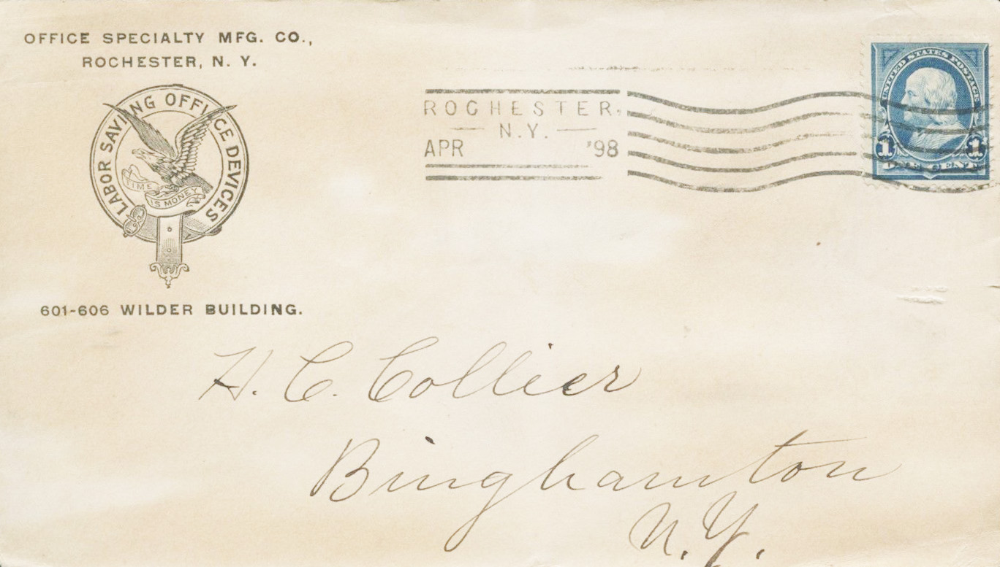 OFFICE SPECIALTY MFG. CO.,
ROCHESTER, N. Y.
LABOR SAVING OFFICE DEVICES
TIME
IS MONEY
601-606 WILDER BUILDING.
ROCHESTER,
N.Y.
APR '98
UNITED STATES POSTAGE
1 1
ONE CENT
H. C. Collier
Binghamton
N.Y.